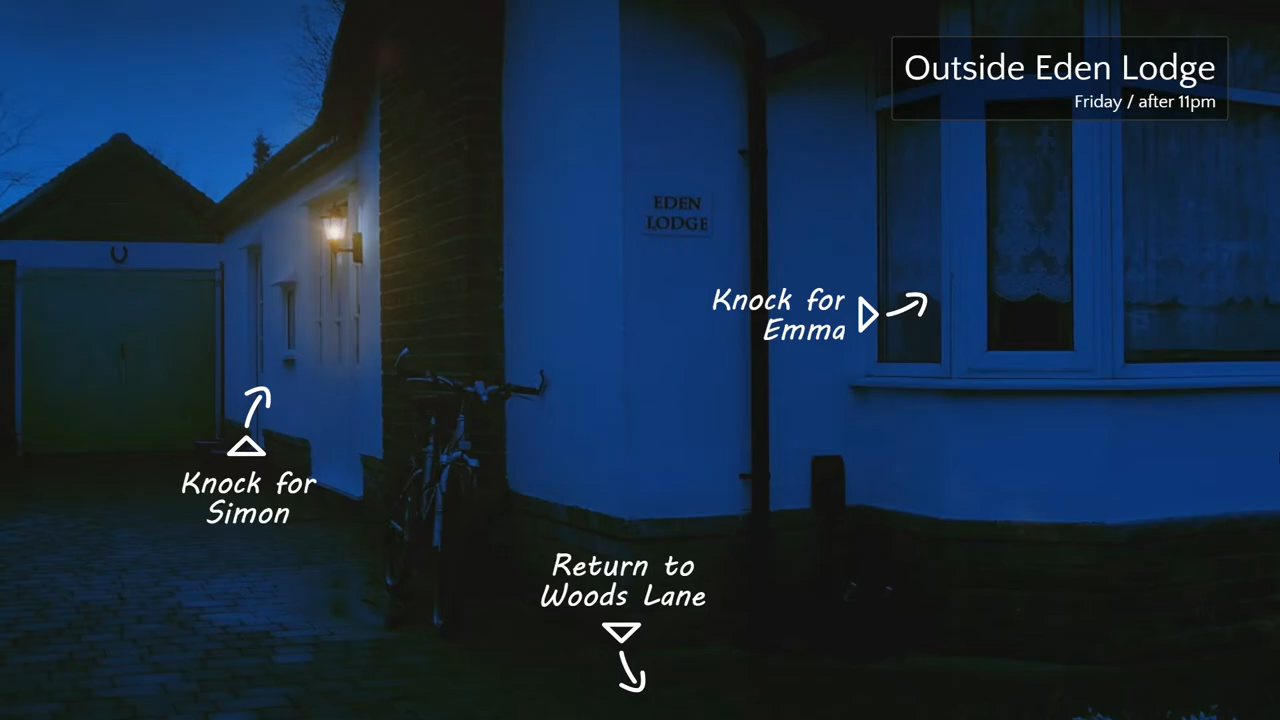 Outside Eden Lodge
Friday / after 11pm
EDEN
LODGE
Knock for
Emma
Knock for
Simon
Return to
Woods Lane